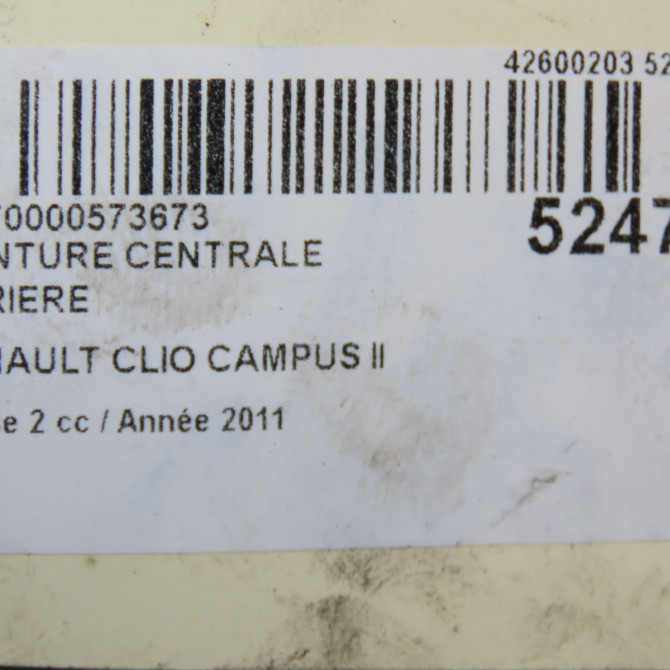 42600203 52
70000573673
5247
NTURE CENTRALE
RIERE
AULT CLIO CAMPUS II
e 2 cc / Année 2011